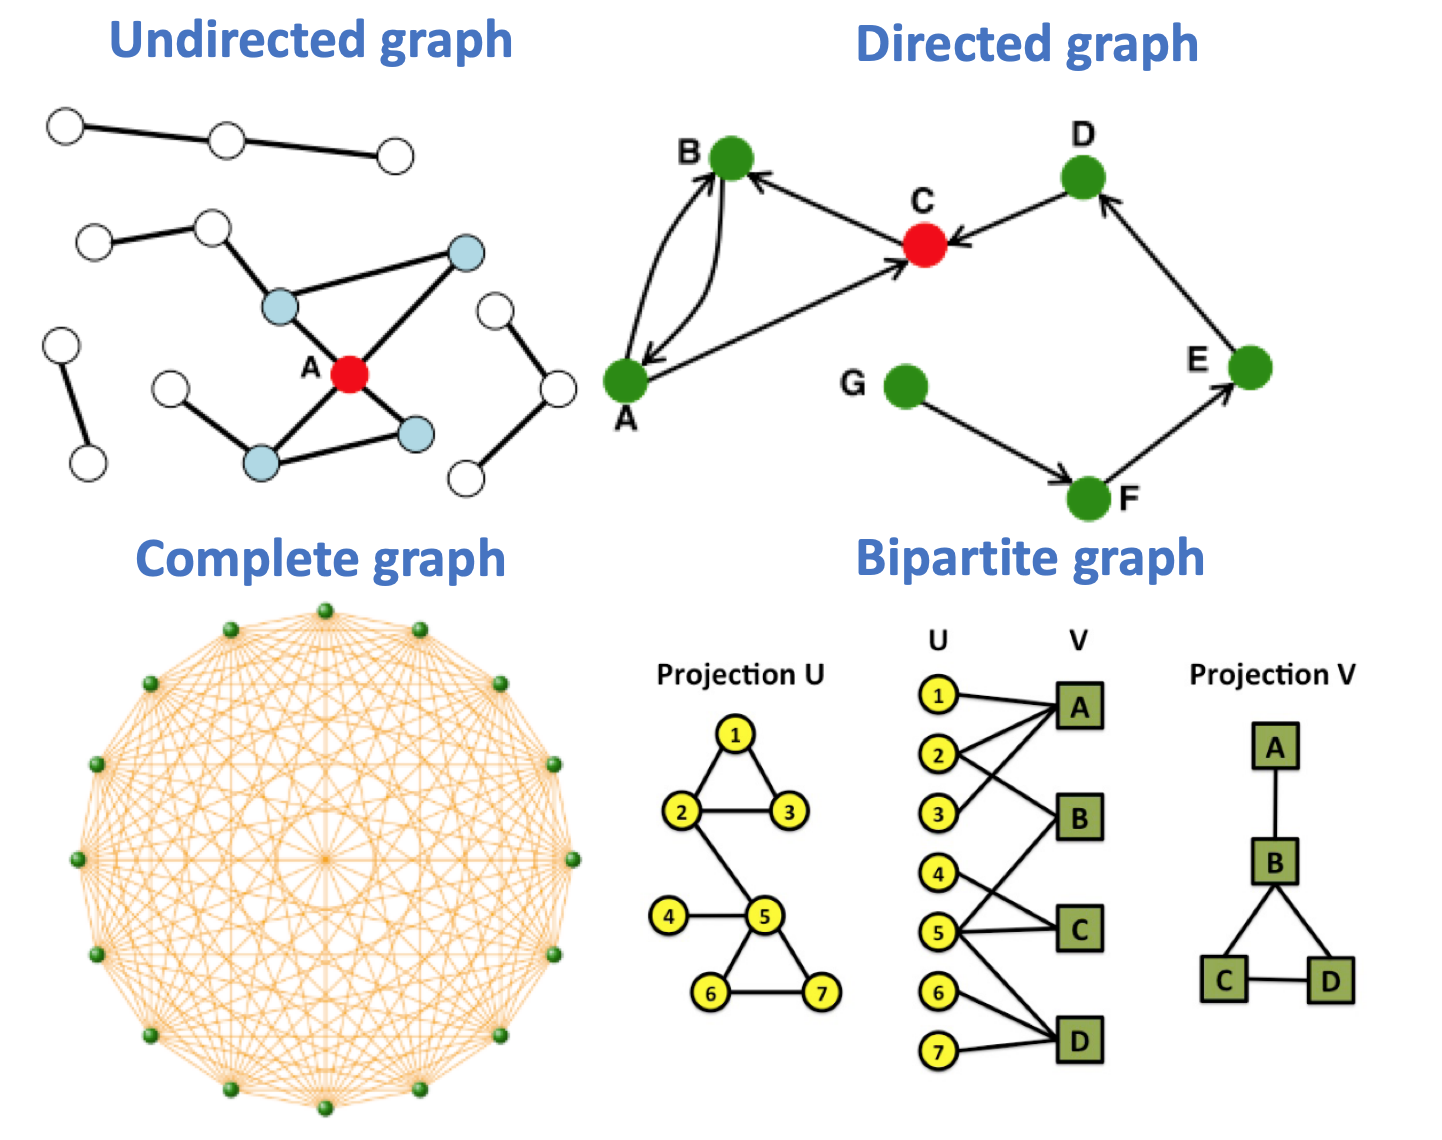 Undirected graph
A
Directed graph
B
D
C
A
G
E
F
Complete graph
Bipartite graph
Projection U
1
2
3
4
5
6
7
U
V
1
2
3
4
5
6
7
A
B
C
D
Projection V
A
B
C
D